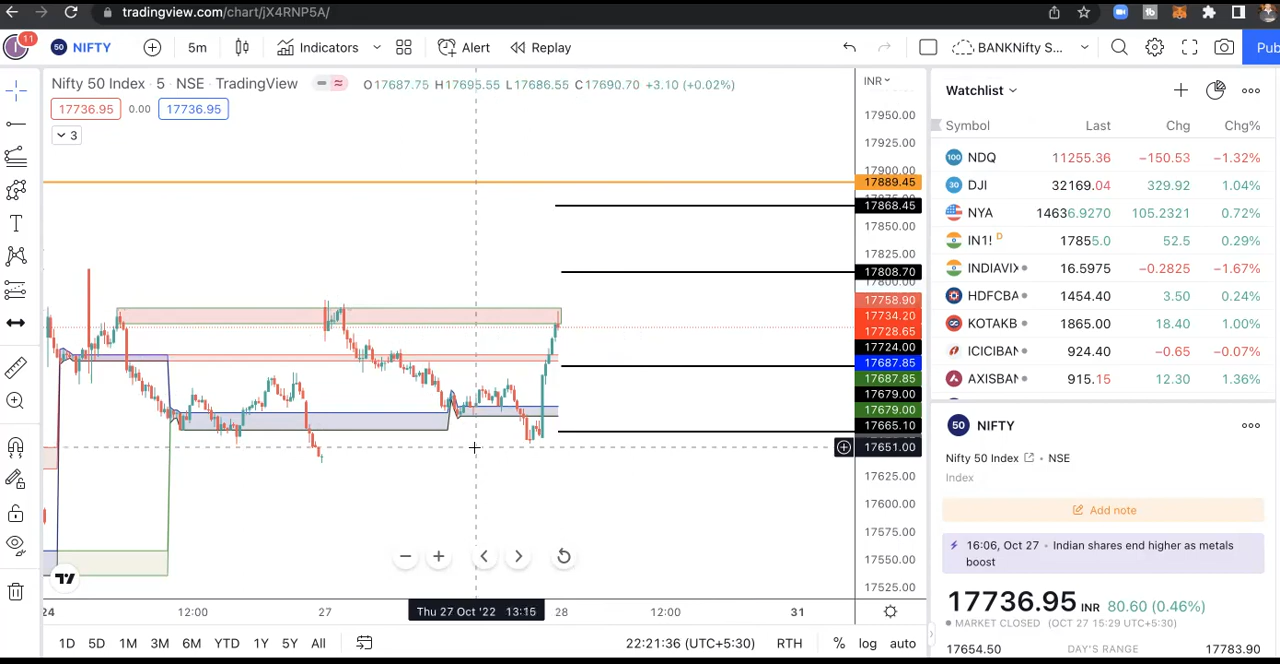 tradingview.com/chart/jX4RNP5A/
11
50 NIFTY 5m Indicators Alert Replay BANKNifty S... Pub
Nifty 50 Index · 5 · NSE · TradingView O17687.75 H17695.55 L17686.55 C17690.70 +3.10 (+0.02%)
17736.95 0.00 17736.95
3
INR
17950.00
17925.00
17900.00
17889.45
17868.45
17850.00
17825.00
17808.70
17800.00
17758.90
17734.20
17728.65
17724.00
17687.85
17687.85
17679.00
17679.00
17665.10
17651.00
17625.00
17600.00
17575.00
17550.00
17525.00
24 12:00 27 Thu 27 Oct '22 13:15 28 12:00 31
1D 5D 1M 3M 6M YTD 1Y 5Y All 22:21:36 (UTC+5:30) RTH % log auto
Watchlist
Symbol Last Chg Chg%
100 NDQ 11255.36 −150.53 −1.32%
30 DJI 32169.04 329.92 1.04%
NYA 14636.9270 105.2321 0.72%
IN1! D 17855.0 52.5 0.29%
INDIAVIX 16.5975 −0.2825 −1.67%
HDFCBA 1454.40 3.50 0.24%
KOTAKB 1865.00 18.40 1.00%
ICICIBAN 924.40 −0.65 −0.07%
AXISBAN 915.15 12.30 1.36%
50 NIFTY
Nifty 50 Index · NSE
Index
Add note
16:06, Oct 27 · Indian shares end higher as metals
boost
17736.95 INR 80.60 (0.46%)
MARKET CLOSED (OCT 27 15:29 UTC+5:30)
17654.50 DAY'S RANGE 17783.90